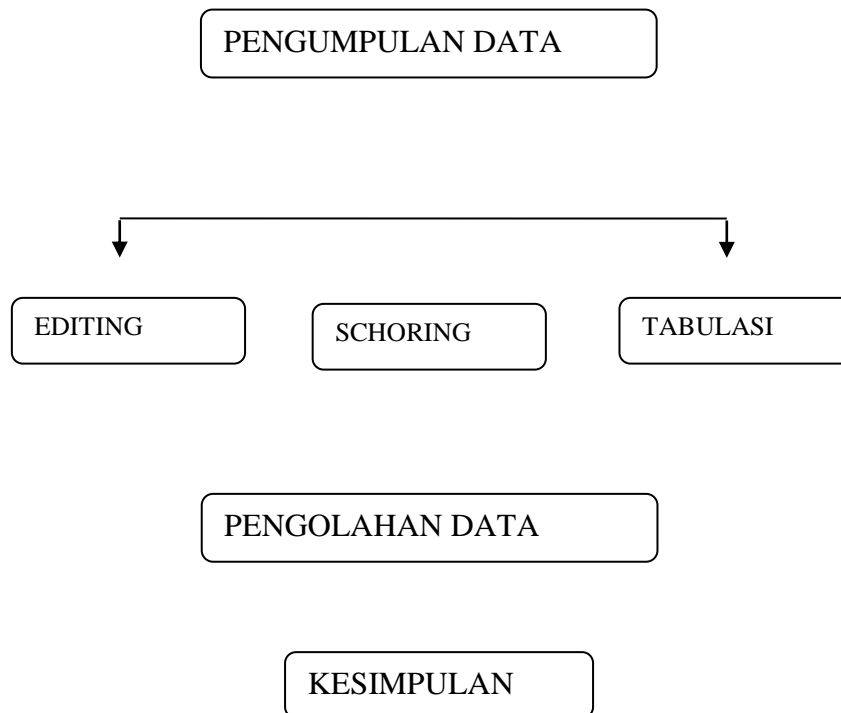 PENGUMPULAN DATA
EDITING
SCHORING
TABULASI
PENGOLAHAN DATA
KESIMPULAN